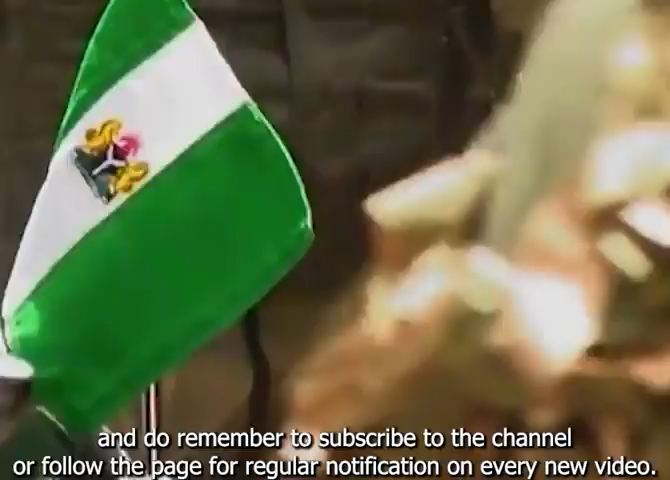 and do remember to subscribe to the channel
or follow the page for regular notification on every new video.